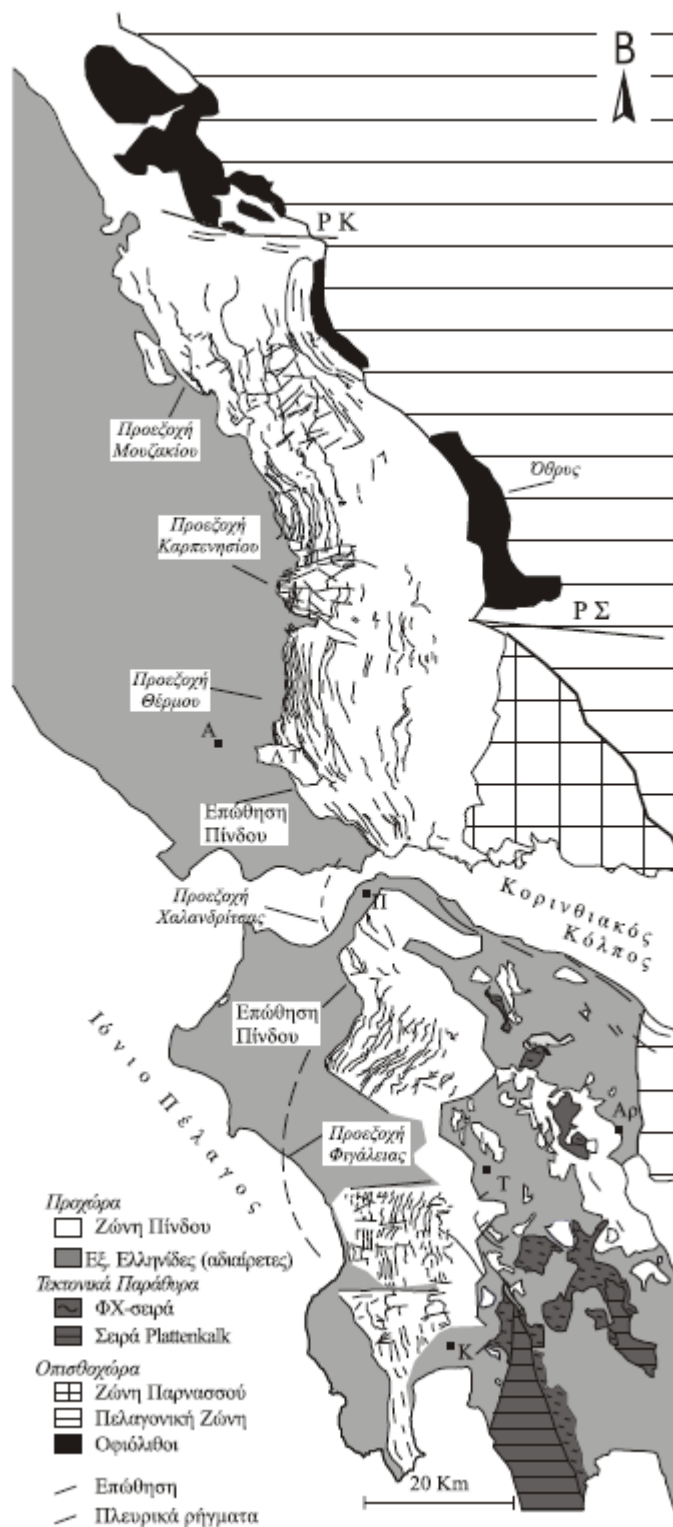 Β
Ρ Κ
Προεξοχή
Μουζακίου
Όθρυς
Προεξοχή
Καρπενησίου
Ρ Σ
Προεξοχή
Θέρμου
Α
Λ Τ
Επώθηση
Πίνδου
Προεξοχή
Χαλανδρίτσας
Π
Κορινθιακός
Κόλπος
Επώθηση
Πίνδου
Ιόνιο Πέλαγος
Αρ
Προεξοχή
Φιγάλειας
Τ
Προχώρα
Ζώνη Πίνδου
Εξ. Ελληνίδες (αδιαίρετες)
Τεκτονικά Παράθυρα
ΦΧ-σειρά
Σειρά Plattenkalk
Κ
Οπισθοχώρα
Ζώνη Παρνασσού
Πελαγονική Ζώνη
Οφιόλιθοι
Επώθηση
Πλευρικά ρήγματα
20 Km